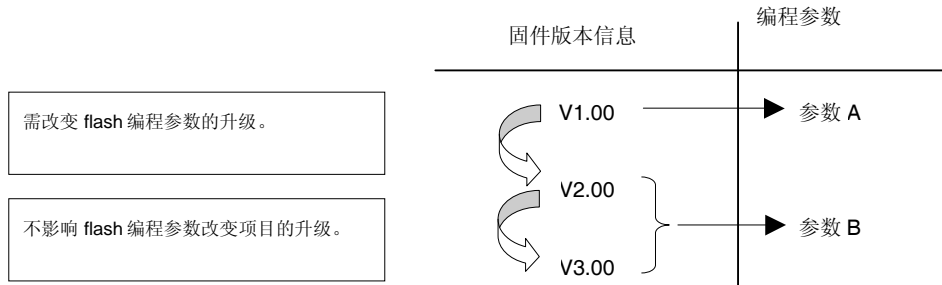 固件版本信息
编程参数
需改变 flash 编程参数的升级。
V1.00
参数 A
V2.00
不影响 flash 编程参数改变项目的升级。
参数 B
V3.00